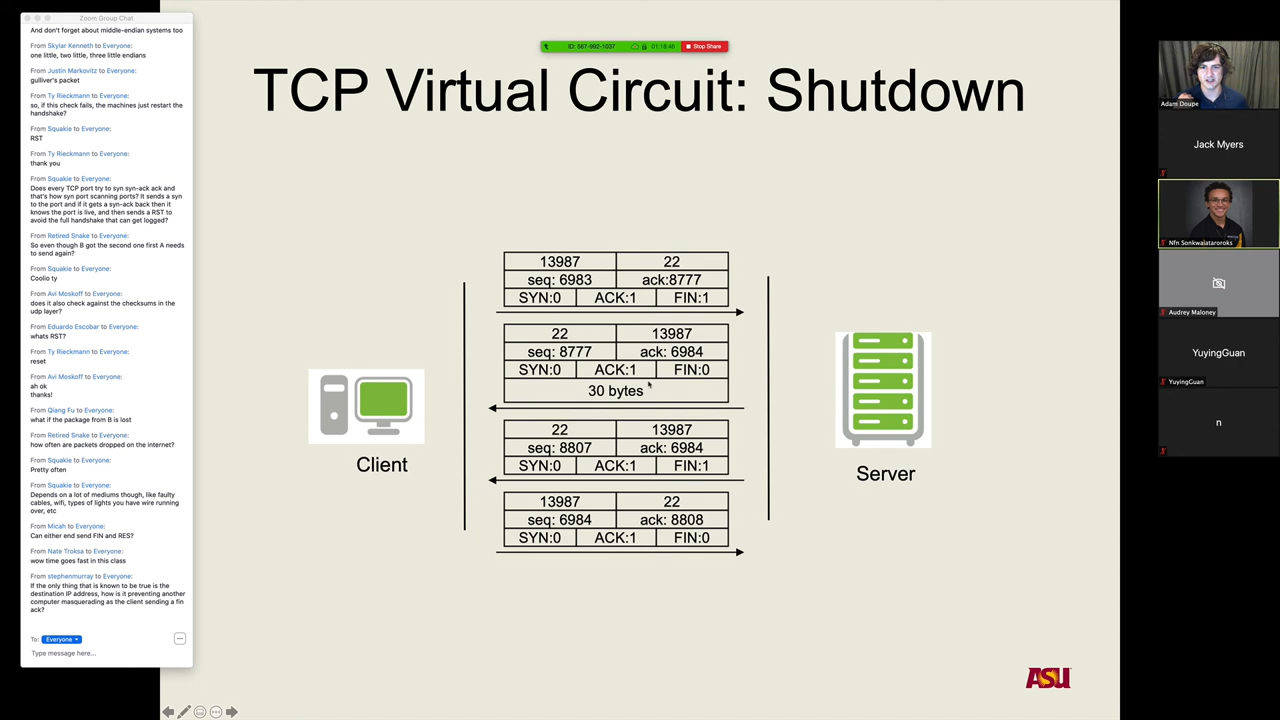 Zoom Group Chat
And don't forget about middle-endian systems too
From Skylar Kenneth to Everyone:
one little, two little, three little endians
From Justin Markovitz to Everyone:
gulliver's packet
From Ty Rieckmann to Everyone:
so, if this check fails, the machines just restart the
handshake?
From Squakie to Everyone:
RST
From Ty Rieckmann to Everyone:
thank you
From Squakie to Everyone:
Does every TCP port try to syn syn-ack ack and
that's how syn port scanning ports? It sends a syn
to the port and if it gets a syn-ack back then it
knows the port is live, and then sends a RST to
avoid the full handshake that can get logged?
From Retired Snake to Everyone:
So even though B got the second one first A needs
to send again?
From Squakie to Everyone:
Coolio ty
From Avi Moskoff to Everyone:
does it also check against the checksums in the
udp layer?
From Eduardo Escobar to Everyone:
whats RST?
From Ty Rieckmann to Everyone:
reset
From Avi Moskoff to Everyone:
ah ok
thanks!
From Qiang Fu to Everyone:
what if the package from B is lost
From Retired Snake to Everyone:
how often are packets dropped on the internet?
From Squakie to Everyone:
Pretty often
From Squakie to Everyone:
Depends on a lot of mediums though, like faulty
cables, wifi, types of lights you have wire running
over, etc
From Micah to Everyone:
Can either end send FIN and RES?
From Nate Troksa to Everyone:
wow time goes fast in this class
From stephenmurray to Everyone:
If the only thing that is known to be true is the
destination IP address, how is it preventing another
computer masquerading as the client sending a fin
ack?
To: Everyone
Type message here...
ID: 567-992-1037 01:18:46 Stop Share
TCP Virtual Circuit: Shutdown
13987 22
seq: 6983 ack:8777
SYN:0 ACK:1 FIN:1
22 13987
seq: 8777 ack: 6984
SYN:0 ACK:1 FIN:0
30 bytes
22 13987
seq: 8807 ack: 6984
SYN:0 ACK:1 FIN:1
13987 22
seq: 6984 ack: 8808
SYN:0 ACK:1 FIN:0
Client
Server
ASU
Adam Doupe
Jack Myers
Nfn Sonkwaiataroroks
Audrey Maloney
YuyingGuan
YuyingGuan
n